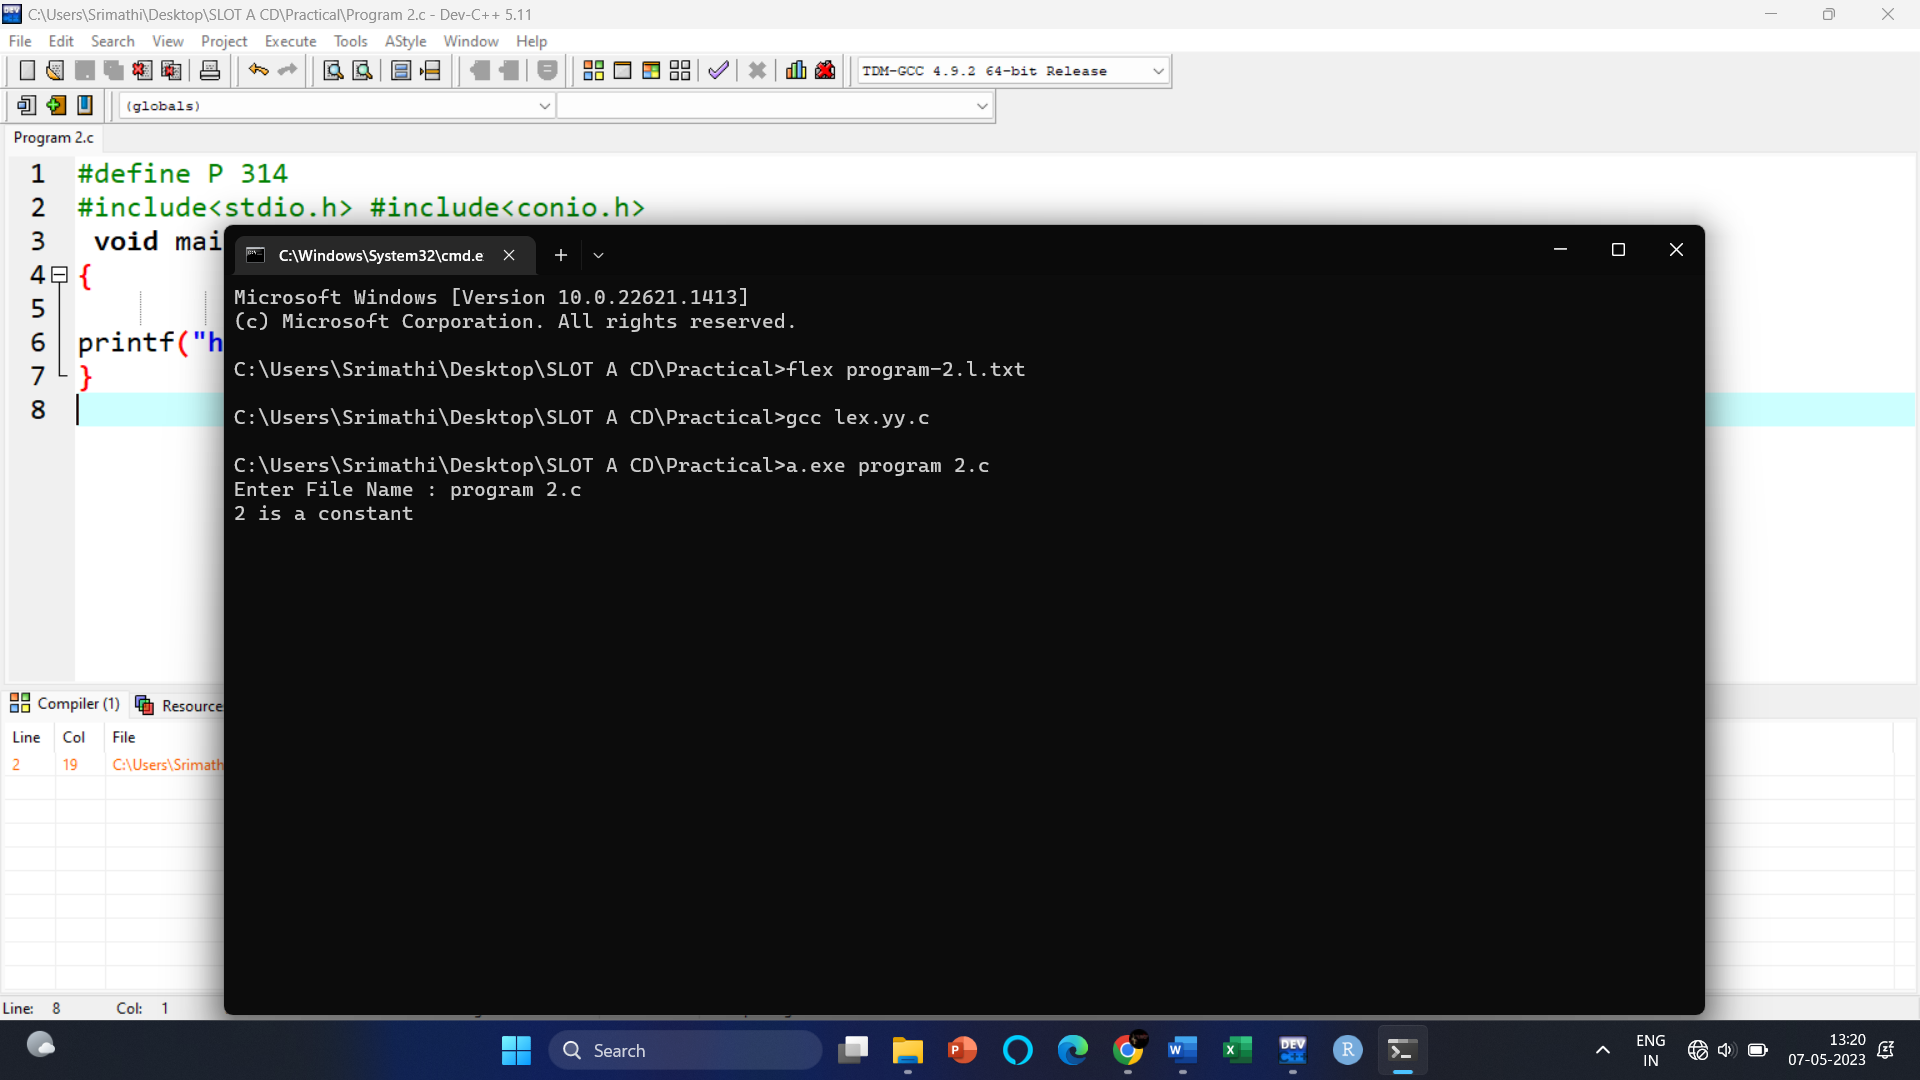 C:\Users\Srimathi\Desktop\SLOT A CD\Practical\Program 2.c - Dev-C++ 5.11
File Edit Search View Project Execute Tools AStyle Window Help
TDM-GCC 4.9.2 64-bit Release
(globals)
Program 2.c
1 #define P 314
2 #include<stdio.h> #include<conio.h>
3 void mai
4 {
5
6 printf("h
7 }
8
C:\Windows\System32\cmd.e
Microsoft Windows [Version 10.0.22621.1413]
(c) Microsoft Corporation. All rights reserved.
C:\Users\Srimathi\Desktop\SLOT A CD\Practical>flex program-2.l.txt
C:\Users\Srimathi\Desktop\SLOT A CD\Practical>gcc lex.yy.c
C:\Users\Srimathi\Desktop\SLOT A CD\Practical>a.exe program 2.c
Enter File Name : program 2.c
2 is a constant
Compiler (1) Resource
Line Col File
2 19 C:\Users\Srimath
Line: 8 Col: 1
Search
DEV C++
ENG
IN
13:20
07-05-2023